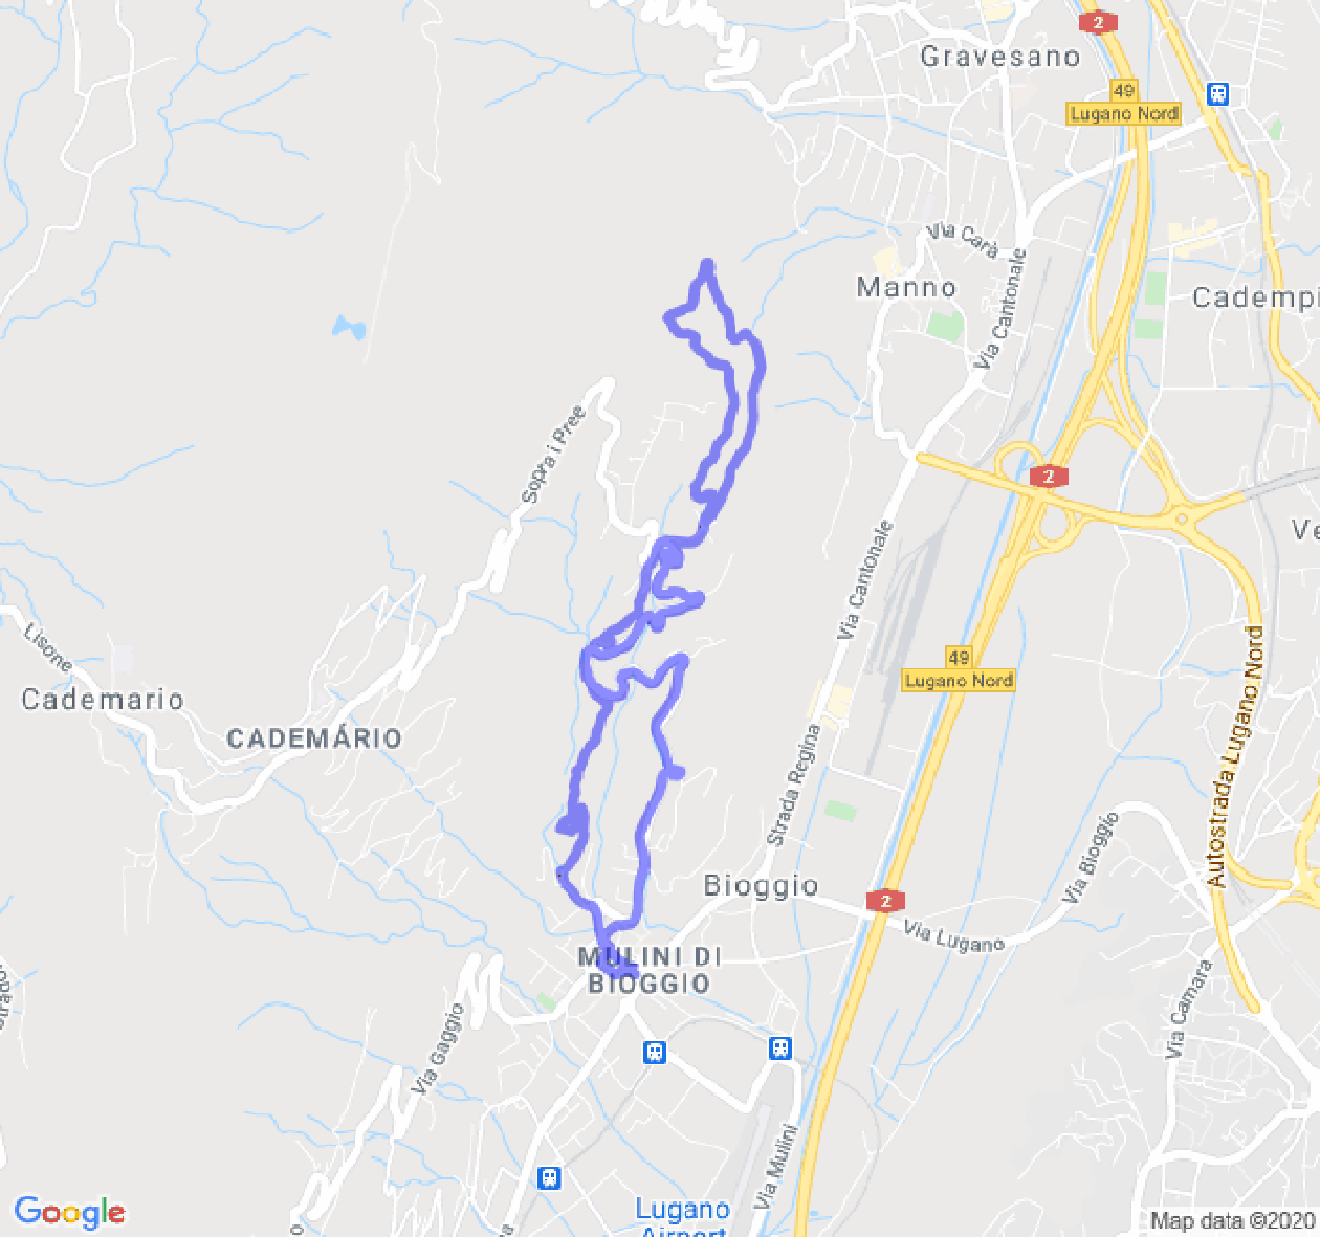 2
Gravesano
49
Lugano Nord
Via Carà
Manno
Via Cantonale
Cadempi
Sopra i Pree
2
Ve
Via Cantonale
Lisone
Cademario
CADEMÁRIO
49
Lugano Nord
Autostrada Lugano Nord
Strada Regina
Via Bioggio
Bioggio
2
Via Lugano
MULINI DI
BIOGGIO
Via Gaggio
Via Camara
Via Mulini
Lugano
Airport
Google
Map data ©2020